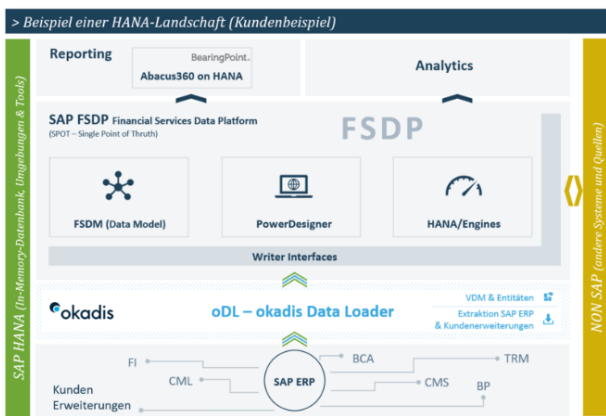 > Beispiel einer HANA-Landschaft (Kundenbeispiel)
SAP HANA (In-Memory-Datenbank, Umgebungen & Tools)
Reporting
BearingPoint.
Abacus360 on HANA
Analytics
SAP FSDP Financial Services Data Platform
(SPOT – Single Point of Thruth)
FSDP
FSDM (Data Model)
PowerDesigner
HANA/Engines
Writer Interfaces
NON SAP (andere Systeme und Quellen)
okadis
oDL – okadis Data Loader
VDM & Entitäten
Extraktion SAP ERP
& Kundenerweiterungen
FI
BCA
TRM
CML
SAP ERP
CMS
BP
Kunden
Erweiterungen